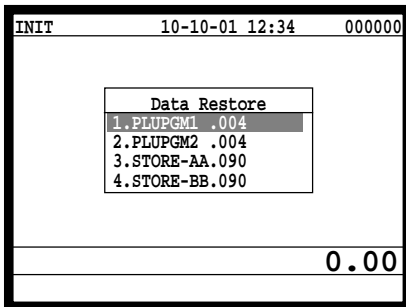 INIT 10-10-01 12:34 000000
Data Restore
1.PLUPGM1 .004
2.PLUPGM2 .004
3.STORE-AA.090
4.STORE-BB.090
0.00